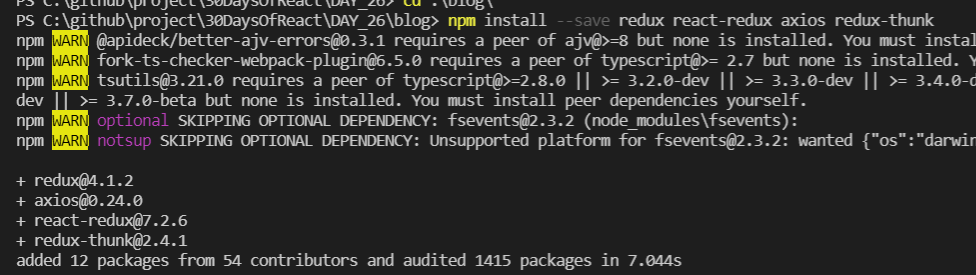 PS C:\github\project\30DaysOfReact\DAY_26> cd .\blog\
PS C:\github\project\30DaysOfReact\DAY_26\blog> npm install --save redux react-redux axios redux-thunk
npm WARN @apideck/better-ajv-errors@0.3.1 requires a peer of ajv@>=8 but none is installed. You must instal
npm WARN fork-ts-checker-webpack-plugin@6.5.0 requires a peer of typescript@>= 2.7 but none is installed. Y
npm WARN tsutils@3.21.0 requires a peer of typescript@>=2.8.0 || >= 3.2.0-dev || >= 3.3.0-dev || >= 3.4.0-d
dev || >= 3.7.0-beta but none is installed. You must install peer dependencies yourself.
npm WARN optional SKIPPING OPTIONAL DEPENDENCY: fsevents@2.3.2 (node_modules\fsevents):
npm WARN notsup SKIPPING OPTIONAL DEPENDENCY: Unsupported platform for fsevents@2.3.2: wanted {"os":"darwin
+ redux@4.1.2
+ axios@0.24.0
+ react-redux@7.2.6
+ redux-thunk@2.4.1
added 12 packages from 54 contributors and audited 1415 packages in 7.044s